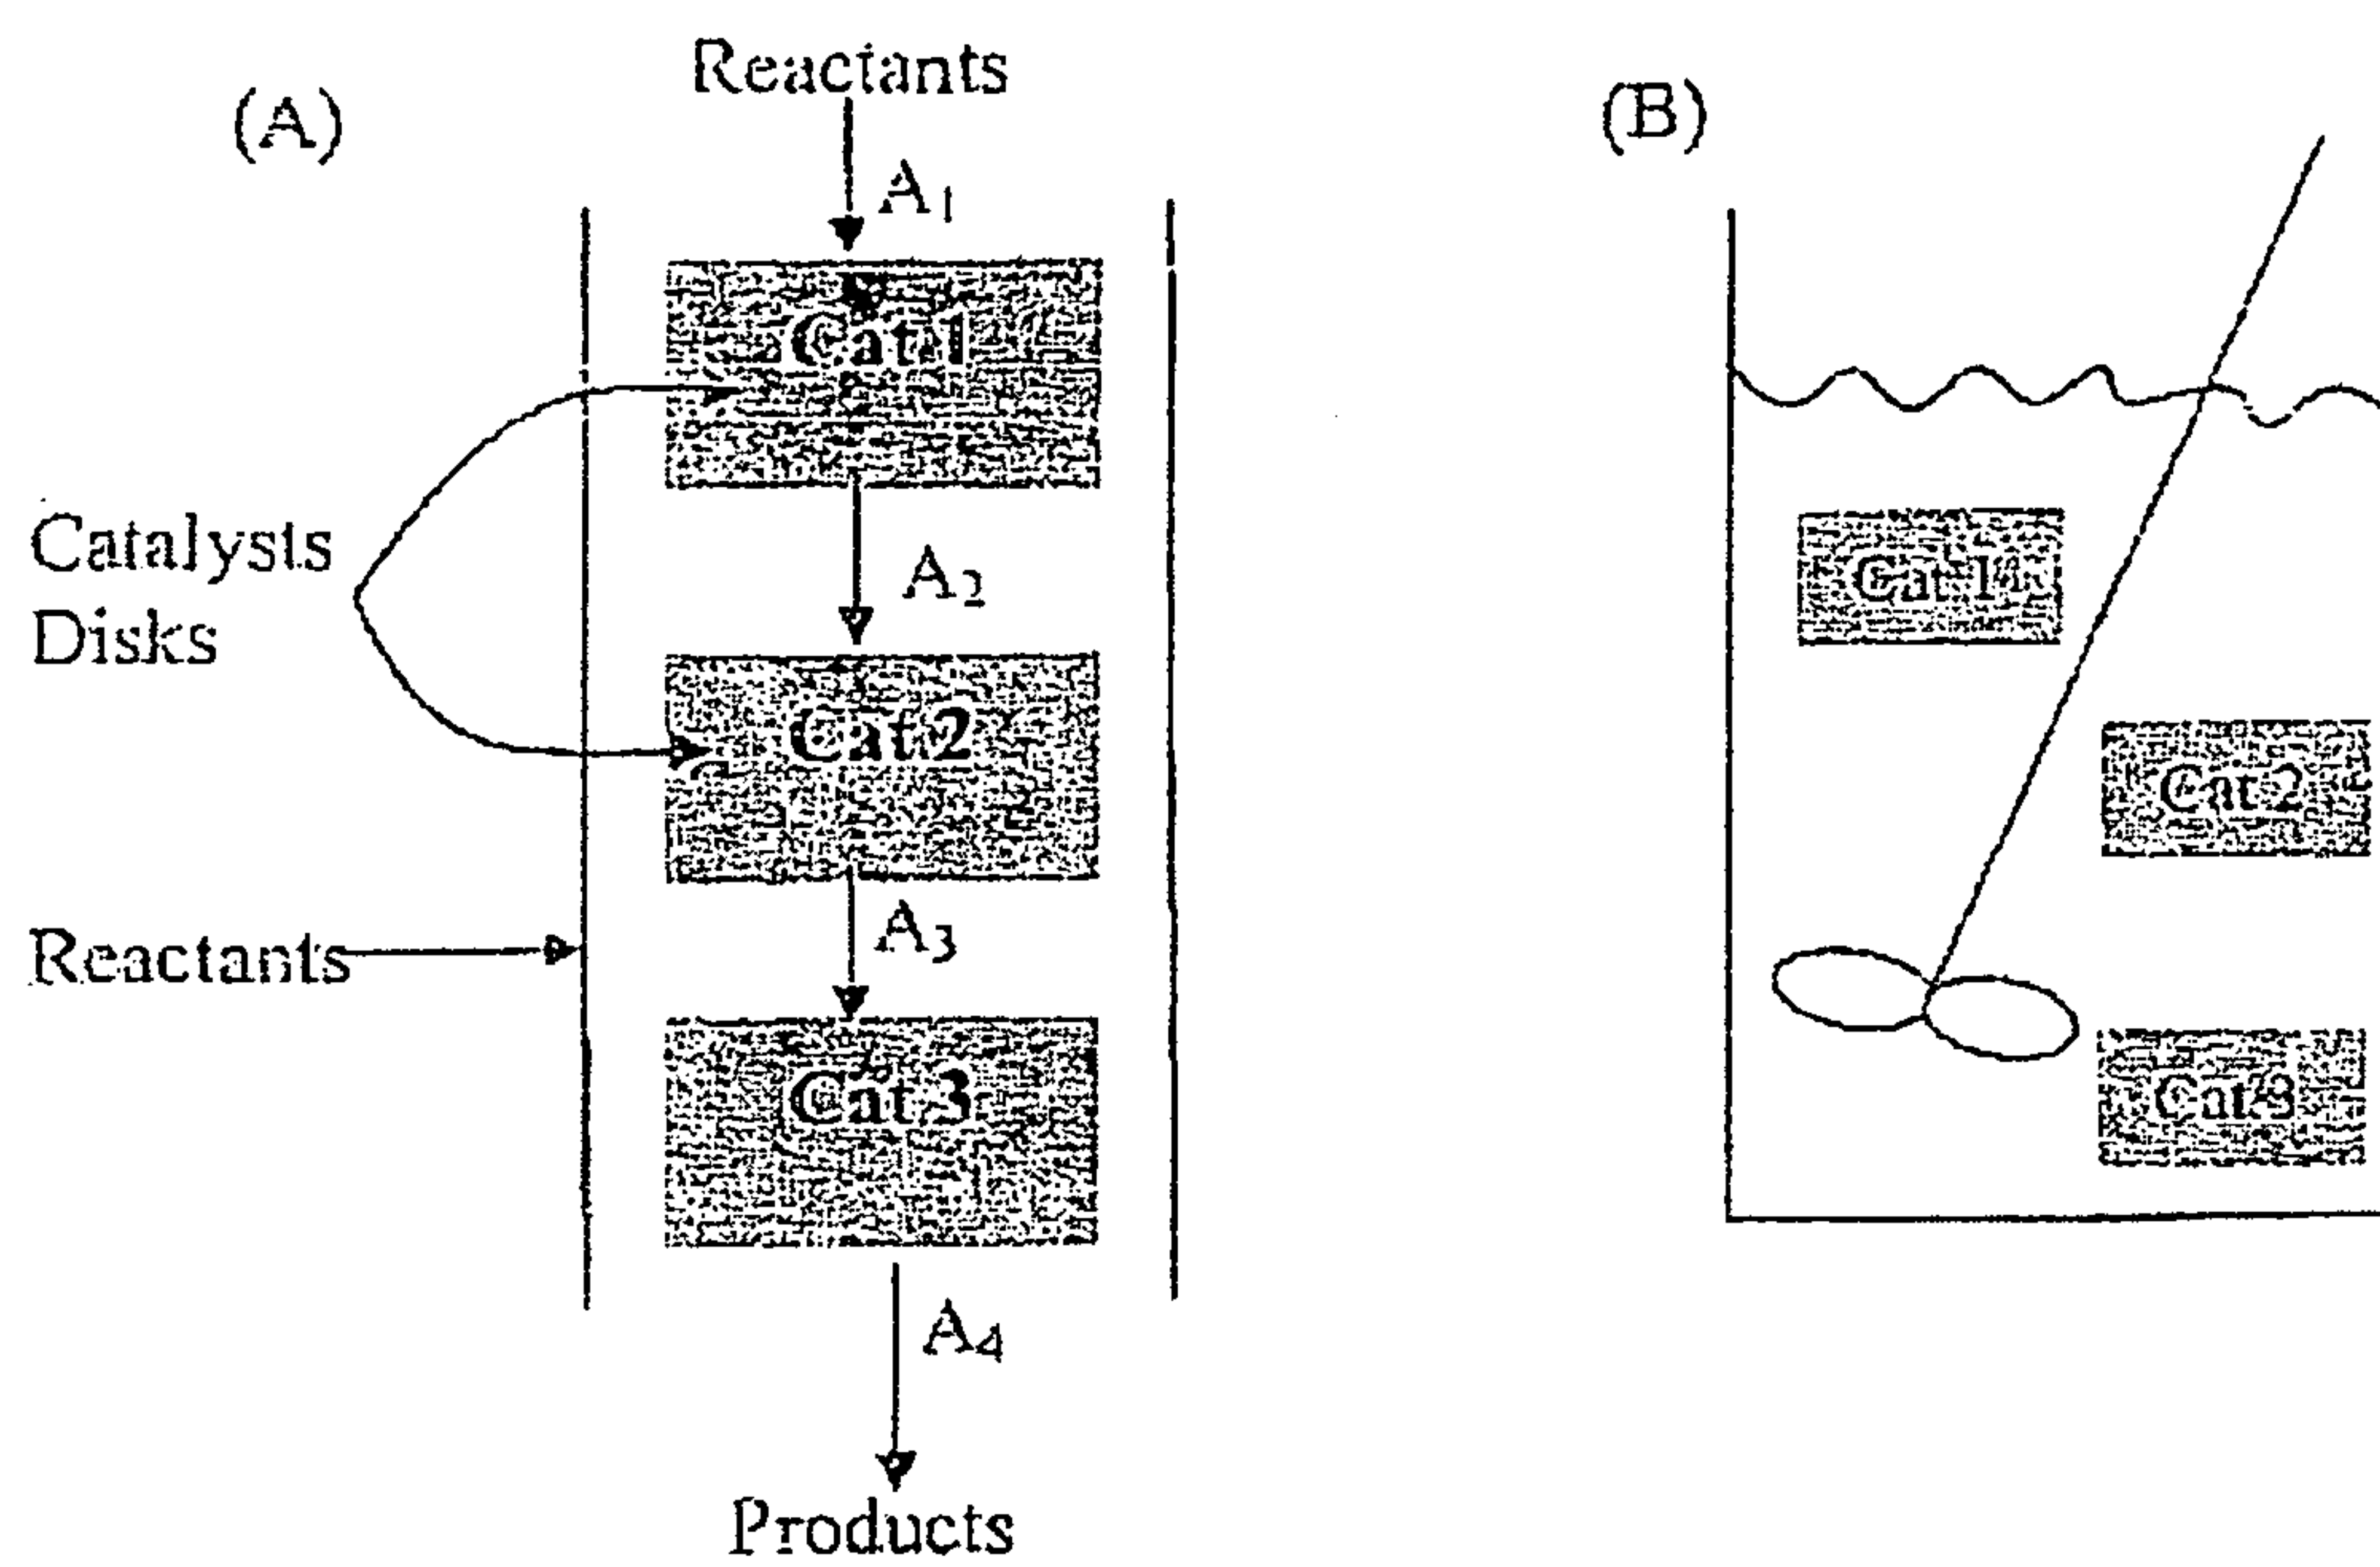 (A)
Reactants
A1
Cat 1
A2
Catalysts
Disks
Cat 2
A3
Reactants
Cat 3
A4
Products
(B)
Cat 1
Cat 2
Cat 3